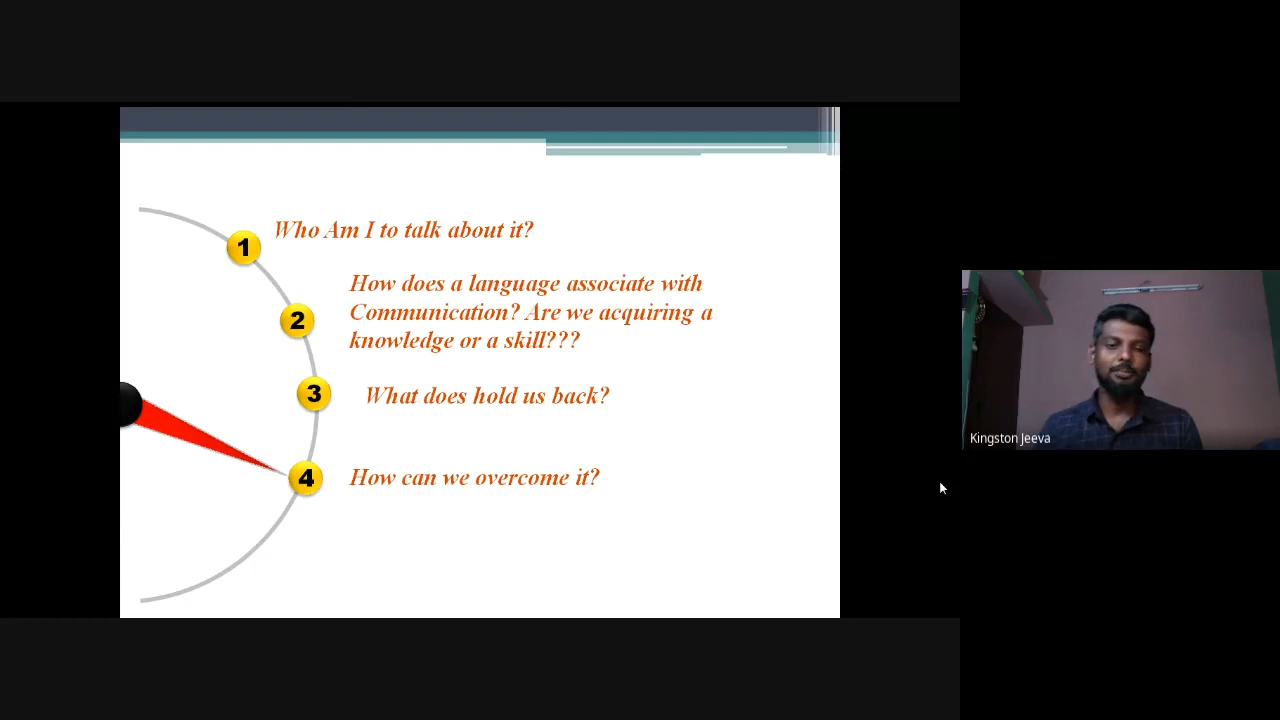 1 Who Am I to talk about it?
2 How does a language associate with
Communication? Are we acquiring a
knowledge or a skill???
3 What does hold us back?
4 How can we overcome it?
Kingston Jeeva